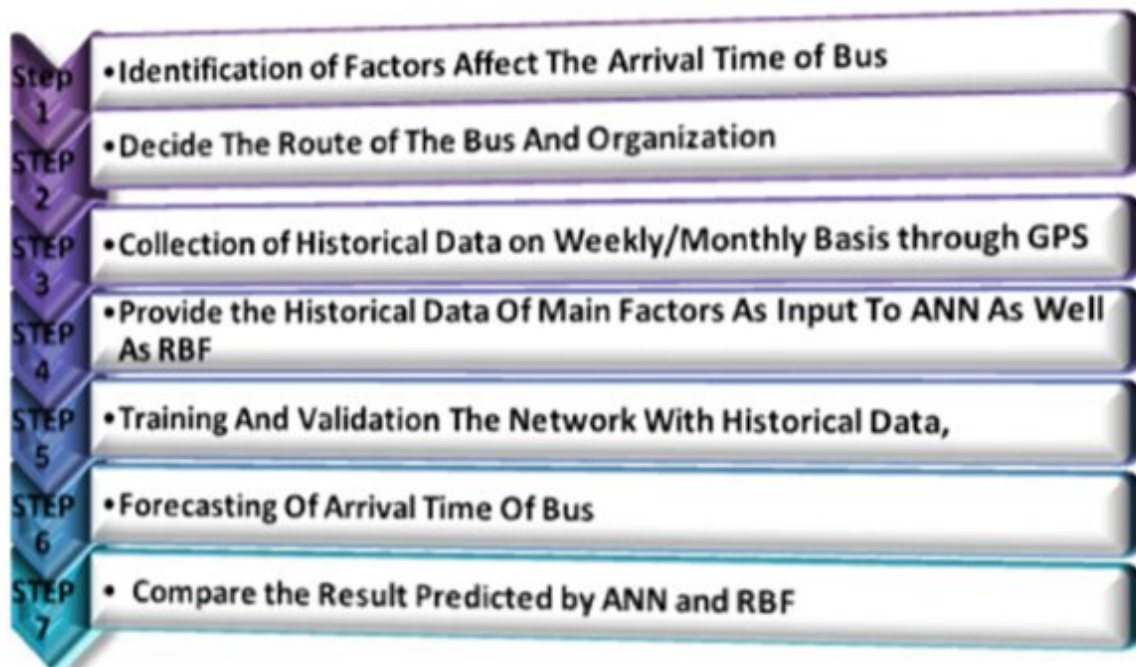 Step
1
•Identification of Factors Affect The Arrival Time of Bus
STEP
2
•Decide The Route of The Bus And Organization
STEP
3
•Collection of Historical Data on Weekly/Monthly Basis through GPS
STEP
4
•Provide the Historical Data Of Main Factors As Input To ANN As Well
As RBF
STEP
5
•Training And Validation The Network With Historical Data,
STEP
6
•Forecasting Of Arrival Time Of Bus
STEP
7
• Compare the Result Predicted by ANN and RBF